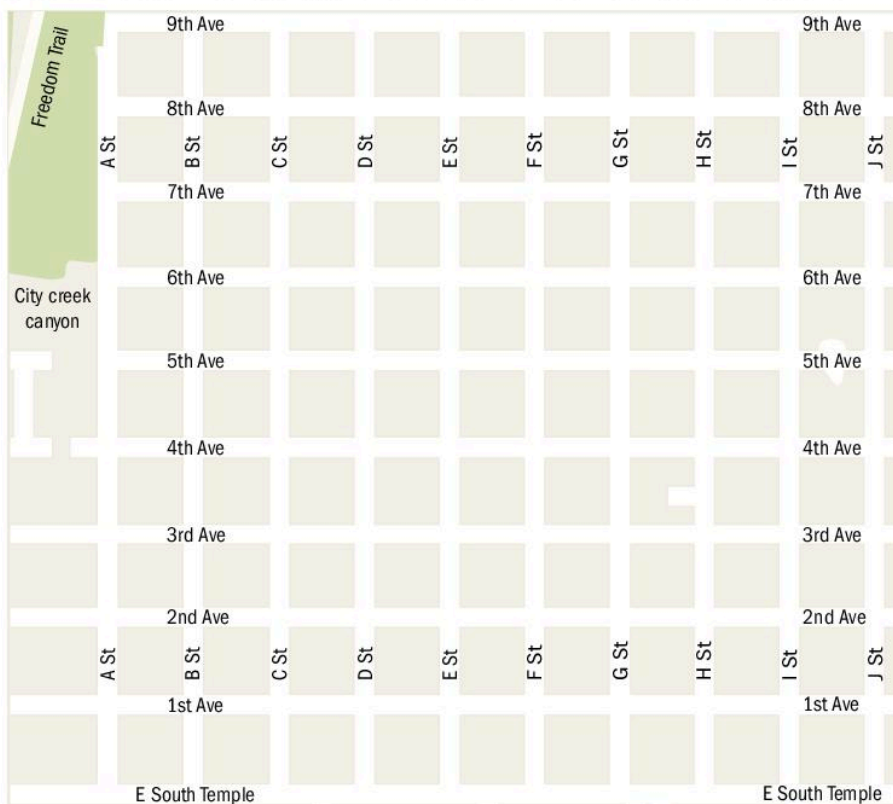 9th Ave
9th Ave
Freedom Trail
8th Ave
8th Ave
A St
B St
C St
D St
E St
F St
G St
H St
I St
J St
7th Ave
7th Ave
6th Ave
6th Ave
City creek
canyon
5th Ave
5th Ave
4th Ave
4th Ave
3rd Ave
3rd Ave
2nd Ave
2nd Ave
A St
B St
C St
D St
E St
F St
G St
H St
I St
J St
1st Ave
1st Ave
E South Temple
E South Temple